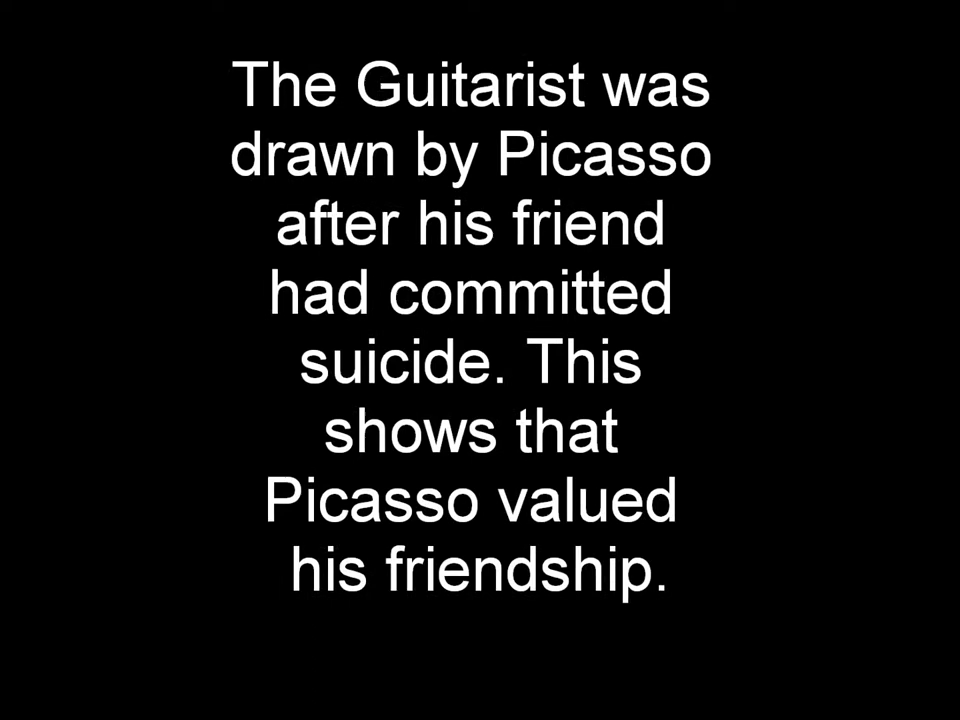 The Guitarist was
drawn by Picasso
after his friend
had committed
suicide. This
shows that
Picasso valued
his friendship.